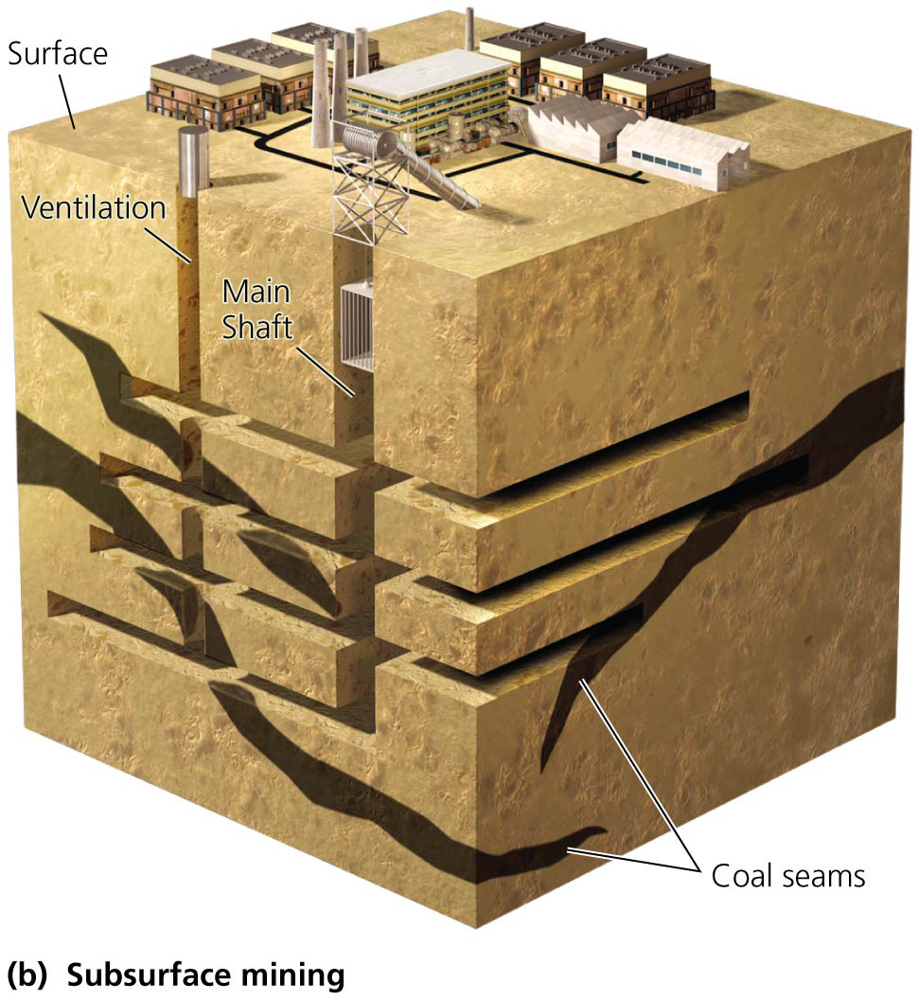 Surface
Ventilation
Main
Shaft
Coal seams
(b) Subsurface mining